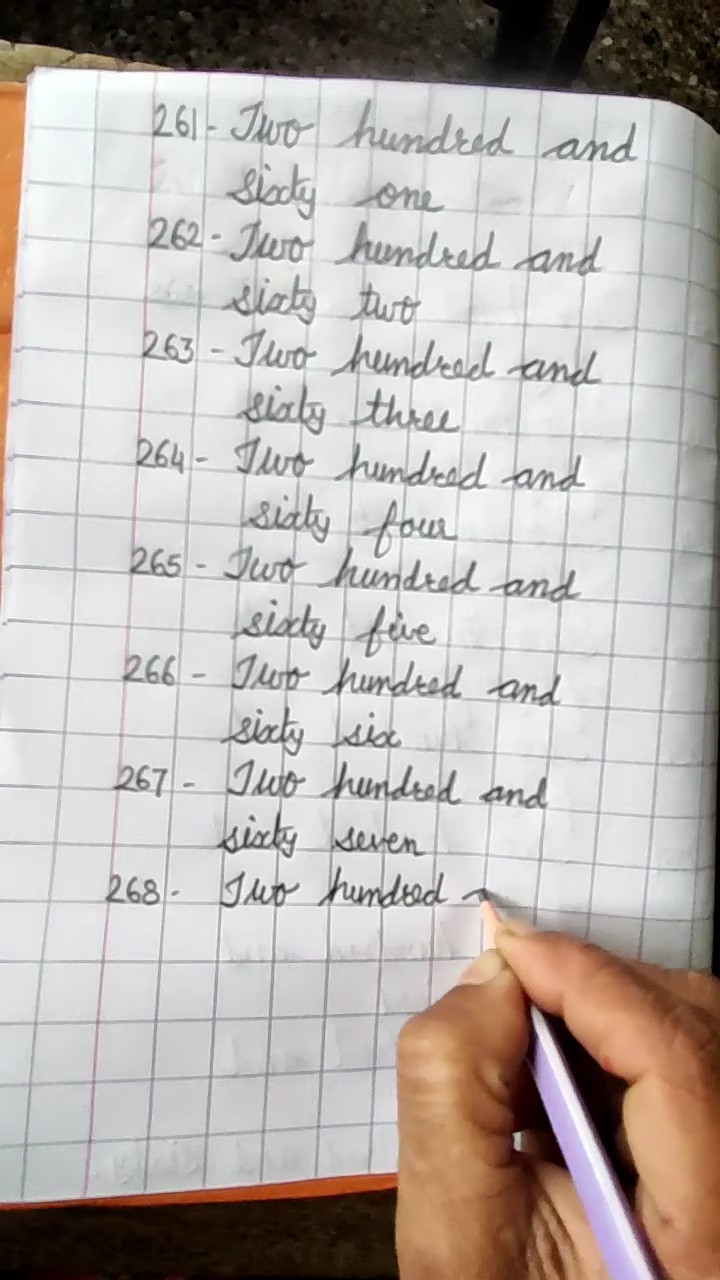 261 - Two hundred and
sixty one
262 - Two hundred and
sixty two
263 - Two hundred and
sixty three
264 - Two hundred and
sixty four
265 - Two hundred and
sixty five
266 - Two hundred and
sixty six
267 - Two hundred and
sixty seven
268 - Two hundred